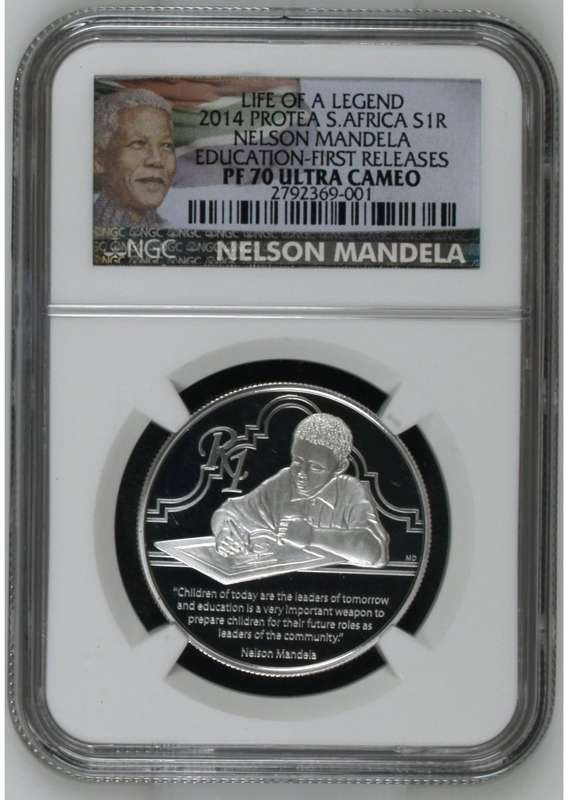 LIFE OF A LEGEND
2014 PROTEA S.AFRICA S1R
NELSON MANDELA
EDUCATION-FIRST RELEASES
PF 70 ULTRA CAMEO
2792369-001
NGC NELSON MANDELA
R1
MD
"Children of today are the leaders of tomorrow
and education is a very important weapon to
prepare children for their future roles as
leaders of the community."
Nelson Mandela